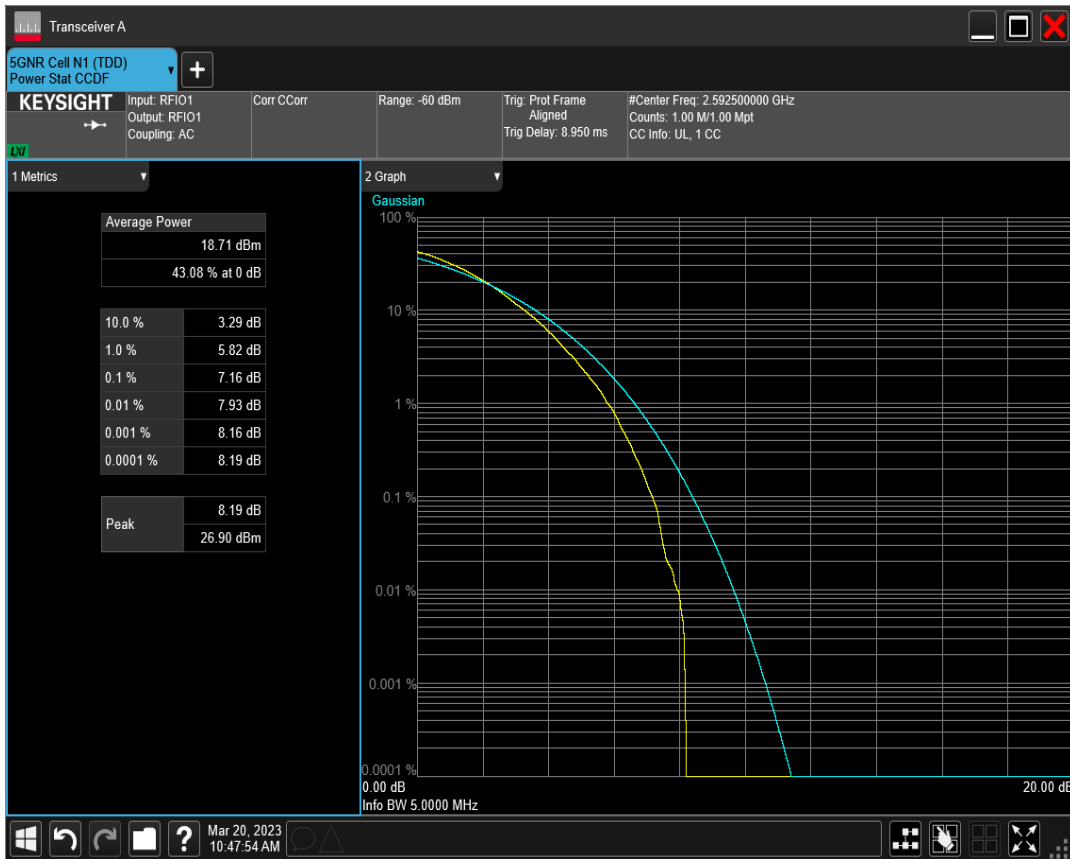 Transceiver A
5GNR Cell N1 (TDD)
Power Stat CCDF
KEYSIGHT
LXI
Input: RFIO1
Output: RFIO1
Coupling: AC
Corr CCorr
Range: -60 dBm
Trig: Prot Frame
Aligned
Trig Delay: 8.950 ms
#Center Freq: 2.592500000 GHz
Counts: 1.00 M/1.00 Mpt
CC Info: UL, 1 CC
1 Metrics
Average Power
18.71 dBm
43.08 % at 0 dB
10.0 % 3.29 dB
1.0 % 5.82 dB
0.1 % 7.16 dB
0.01 % 7.93 dB
0.001 % 8.16 dB
0.0001 % 8.19 dB
Peak
8.19 dB
26.90 dBm
2 Graph
Gaussian
100 %
10 %
1 %
0.1 %
0.01 %
0.001 %
0.0001 %
0.00 dB
20.00 dB
Info BW 5.0000 MHz
?
Mar 20, 2023
10:47:54 AM